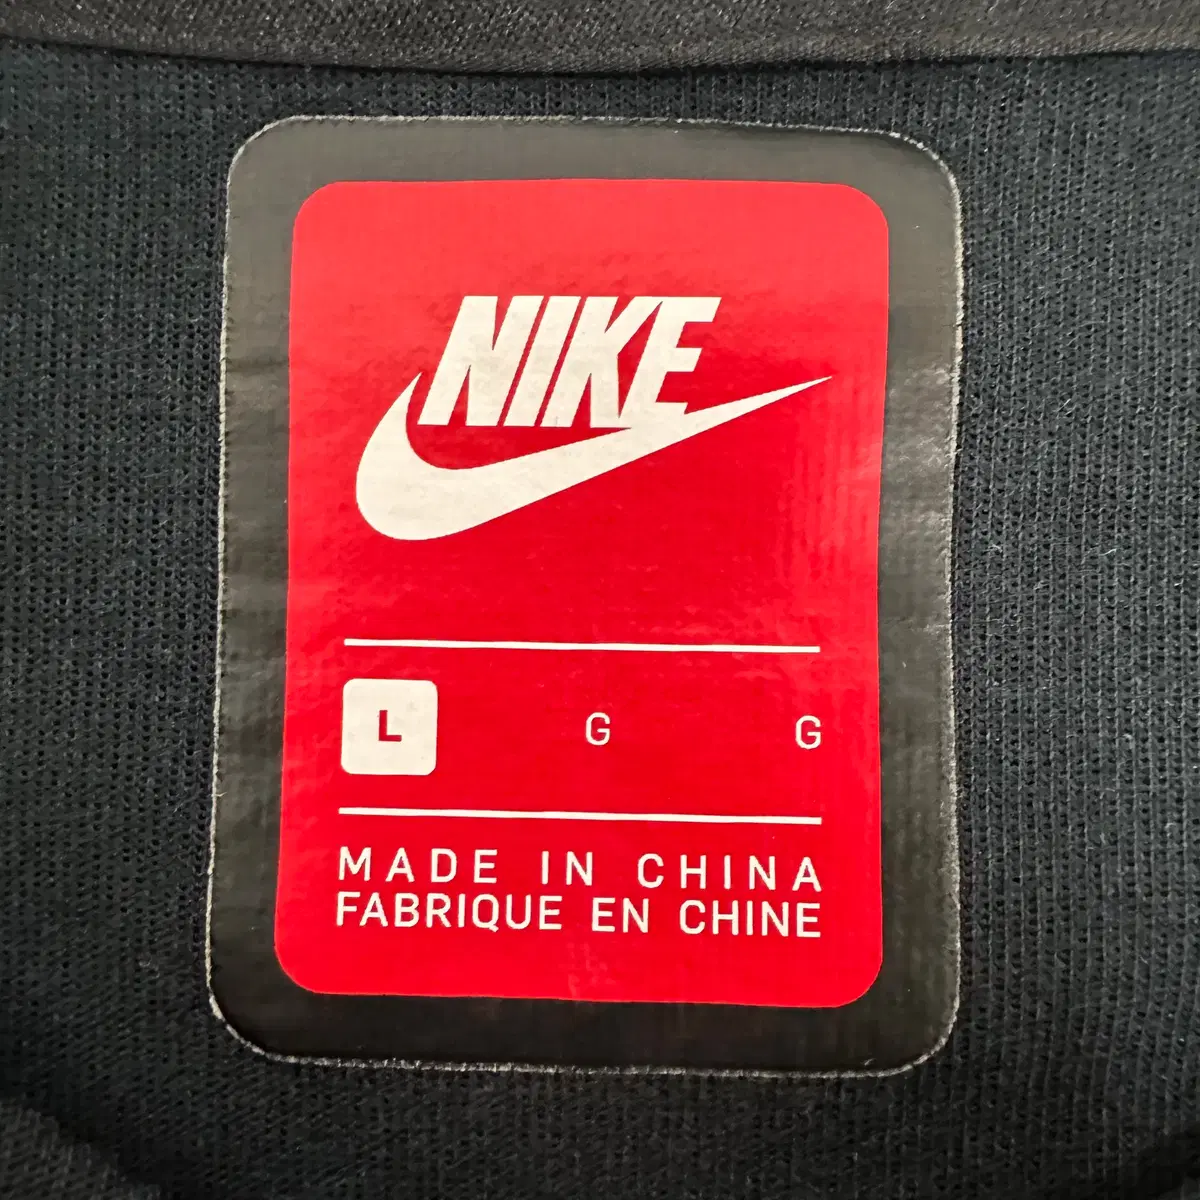 NIKE
L G G
MADE IN CHINA
FABRIQUE EN CHINE